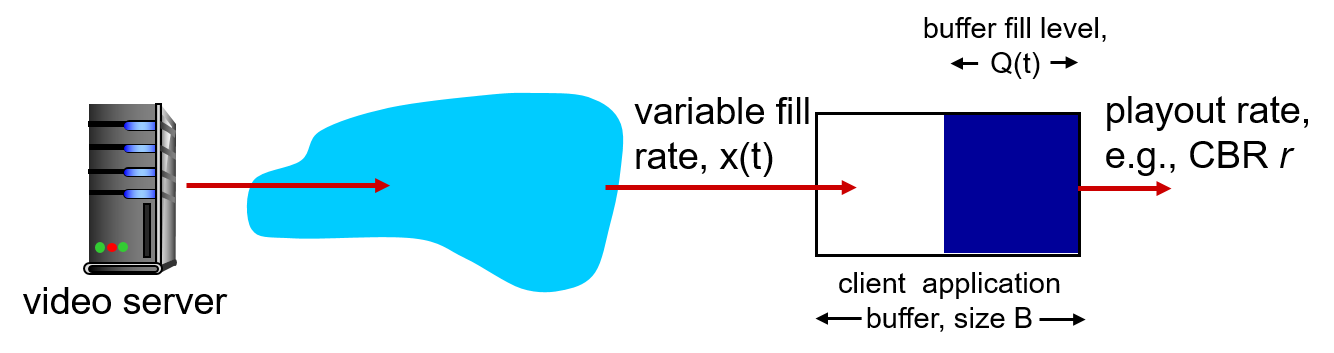 buffer fill level,
Q(t)
variable fill
rate, x(t)
playout rate,
e.g., CBR r
client application
buffer, size B
video server